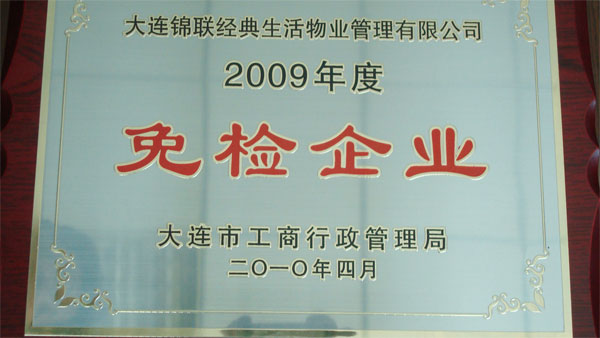 大连锦联经典生活物业管理有限公司
2009年度
免检企业
大连市工商行政管理局
二〇一〇年四月